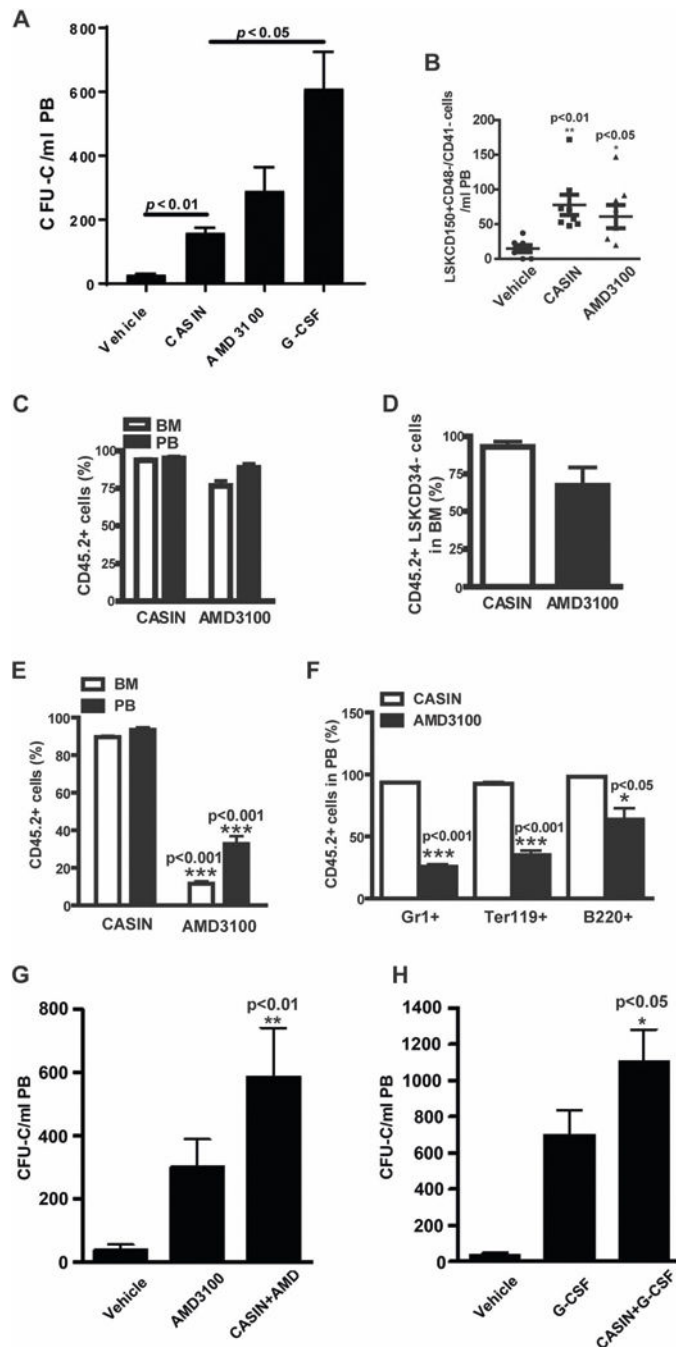 A
CFU-C/ml PB
800
600
400
200
0
p<0.05
p<0.01
Vehicle
CASIN
AMD3100
G-CSF
B
LSKCD150+CD48-/CD41- cells
/ml PB
200
150
100
50
0
p<0.01
**
p<0.05
*
Vehicle
CASIN
AMD3100
C
BM
PB
CD45.2+ cells (%)
100
75
50
25
0
CASIN
AMD3100
D
CD45.2+ LSKCD34- cells
in BM (%)
100
75
50
25
0
CASIN
AMD3100
E
BM
PB
CD45.2+ cells (%)
100
80
60
40
20
0
p<0.001
***
p<0.001
***
CASIN
AMD3100
F
CASIN
AMD3100
CD45.2+ cells in PB (%)
150
100
50
0
p<0.001
***
p<0.001
***
p<0.05
*
Gr1+
Ter119+
B220+
G
CFU-C/ml PB
800
600
400
200
0
p<0.01
**
Vehicle
AMD3100
CASIN+AMD
H
CFU-C/ml PB
1400
1200
1000
800
600
400
200
0
p<0.05
*
Vehicle
G-CSF
CASIN+G-CSF